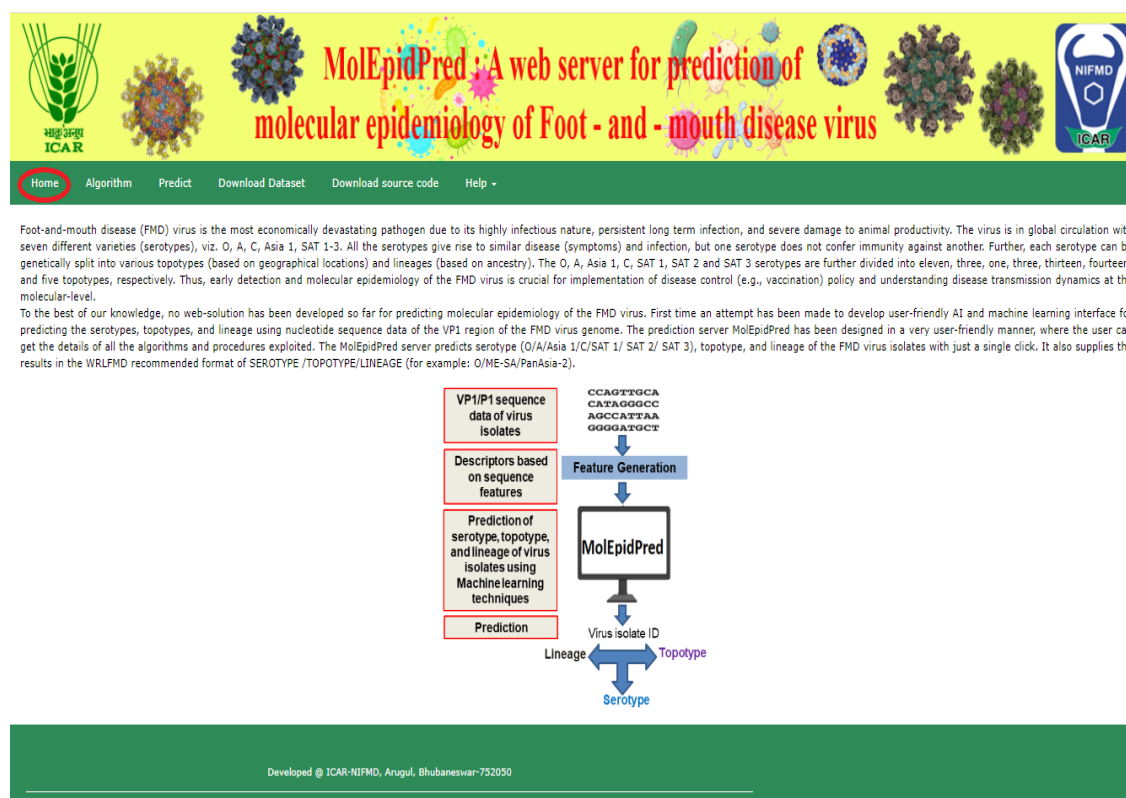 MolEpidPred : A web server for prediction of
molecular epidemiology of Foot - and - mouth disease virus
भाकृअनुप
ICAR
NIFMD
ICAR
Home Algorithm Predict Download Dataset Download source code Help
Foot-and-mouth disease (FMD) virus is the most economically devastating pathogen due to its highly infectious nature, persistent long term infection, and severe damage to animal productivity. The virus is in global circulation wit
seven different varieties (serotypes), viz. O, A, C, Asia 1, SAT 1-3. All the serotypes give rise to similar disease (symptoms) and infection, but one serotype does not confer immunity against another. Further, each serotype can b
genetically split into various topotypes (based on geographical locations) and lineages (based on ancestry). The O, A, Asia 1, C, SAT 1, SAT 2 and SAT 3 serotypes are further divided into eleven, three, one, three, thirteen, fourteen
and five topotypes, respectively. Thus, early detection and molecular epidemiology of the FMD virus is crucial for implementation of disease control (e.g., vaccination) policy and understanding disease transmission dynamics at th
molecular-level.
To the best of our knowledge, no web-solution has been developed so far for predicting molecular epidemiology of the FMD virus. First time an attempt has been made to develop user-friendly AI and machine learning interface fo
predicting the serotypes, topotypes, and lineage using nucleotide sequence data of the VP1 region of the FMD virus genome. The prediction server MolEpidPred has been designed in a very user-friendly manner, where the user ca
get the details of all the algorithms and procedures exploited. The MolEpidPred server predicts serotype (O/A/Asia 1/C/SAT 1/ SAT 2/ SAT 3), topotype, and lineage of the FMD virus isolates with just a single click. It also supplies th
results in the WRLFMD recommended format of SEROTYPE /TOPOTYPE/LINEAGE (for example: O/ME-SA/PanAsia-2).
VP1/P1 sequence
data of virus
isolates
CCAGTTGCA
CATAGGGCC
AGCCATTAA
GGGGATGCT
Descriptors based
on sequence
features
Feature Generation
Prediction of
serotype, topotype,
and lineage of virus
isolates using
Machine learning
techniques
MolEpidPred
Prediction
Virus isolate ID
Lineage
Topotype
Serotype
Developed @ ICAR-NIFMD, Arugul, Bhubaneswar-752050